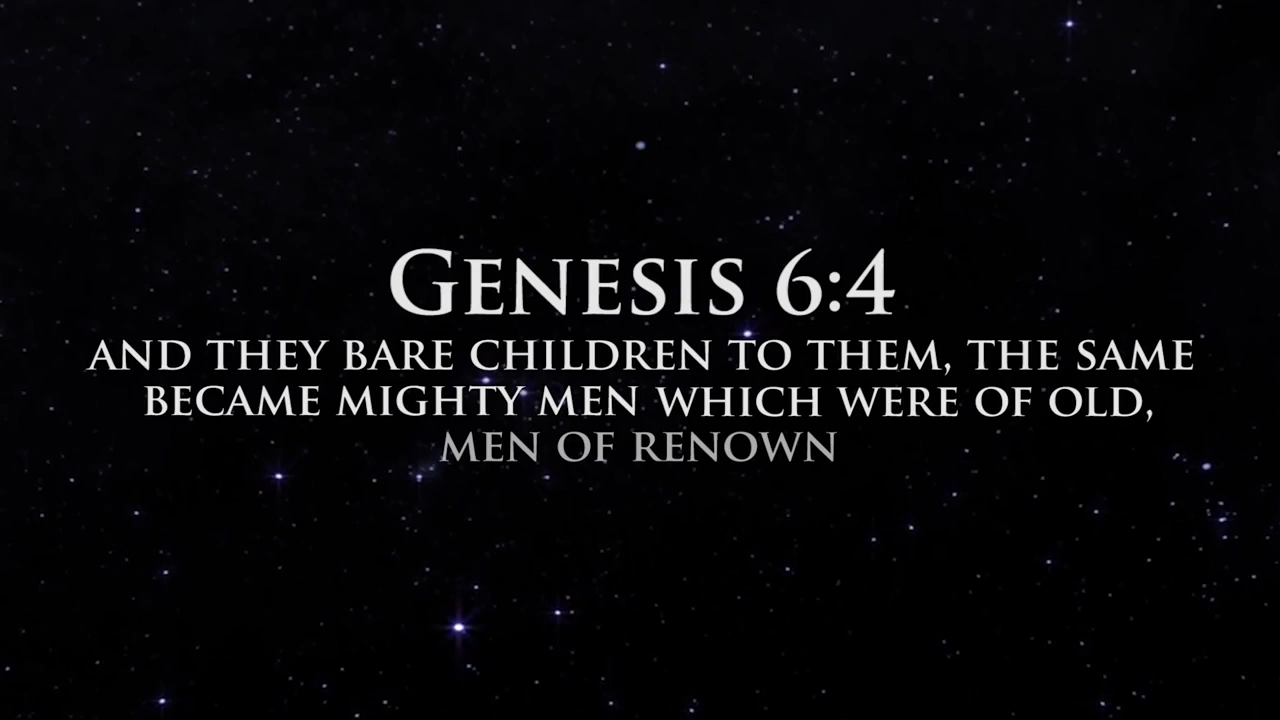 Genesis 6:4
AND THEY BARE CHILDREN TO THEM, THE SAME
BECAME MIGHTY MEN WHICH WERE OF OLD,
MEN OF RENOWN